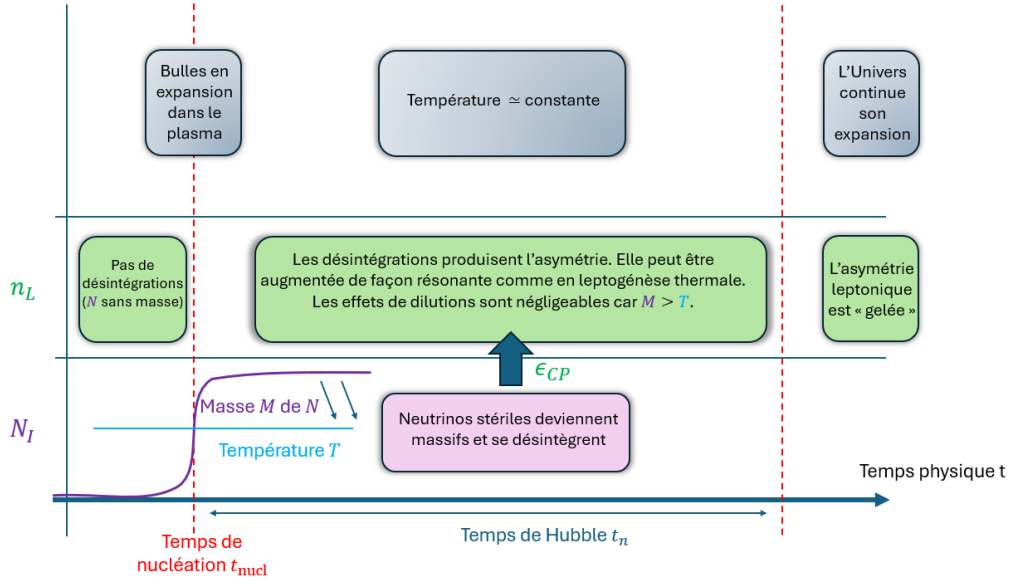 Bulles en
expansion
dans le
plasma
Température ≃ constante
L'Univers
continue
son
expansion
n_L
Pas de
désintégrations
(N sans masse)
Les désintégrations produisent l'asymétrie. Elle peut être
augmentée de façon résonante comme en leptogénèse thermale.
Les effets de dilutions sont négligeables car M > T.
L'asymétrie
leptonique
est « gelée »
ϵ_CP
N_I
Masse M de N
Température T
Neutrinos stériles deviennent
massifs et se désintègrent
Temps physique t
Temps de Hubble t_n
Temps de
nucléation t_nucl